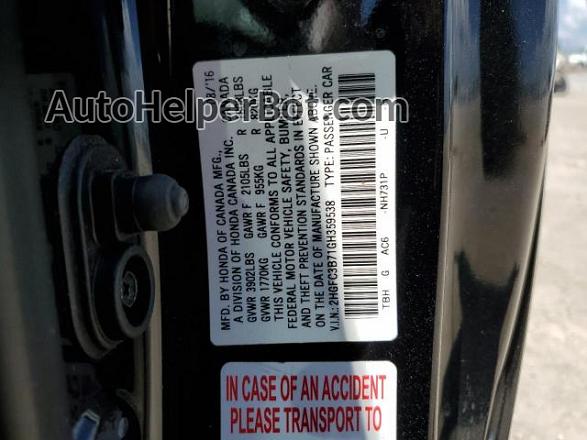 AutoHelperBot.com
MFD. BY HONDA OF CANADA MFG.,
A DIVISION OF HONDA CANADA INC.
GVWR 3902LBS GAWR F 2105LBS R
GVWR 1770KG GAWR F 955KG R
THIS VEHICLE CONFORMS TO ALL APPLICABLE
FEDERAL MOTOR VEHICLE SAFETY, BUMPER,
AND THEFT PREVENTION STANDARDS IN EFFECT
ON THE DATE OF MANUFACTURE SHOWN ABOVE.
V.I.N.: 2HGFC3B71GH359538 TYPE: PASSENGER CAR
TBH G AC6 -NH731P -U
IN CASE OF AN ACCIDENT
PLEASE TRANSPORT TO